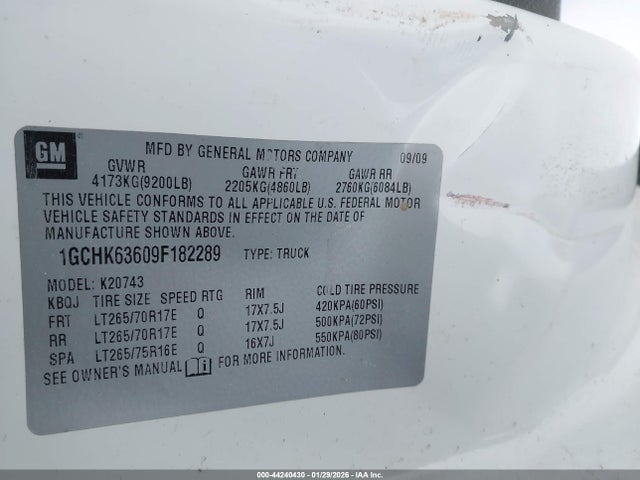 GM
MFD BY GENERAL MOTORS COMPANY 09/09
GVWR GAWR FRT GAWR RR
4173KG(9200LB) 2205KG(4860LB) 2760KG(6084LB)
THIS VEHICLE CONFORMS TO ALL APPLICABLE U.S. FEDERAL MOTOR
VEHICLE SAFETY STANDARDS IN EFFECT ON THE DATE OF
MANUFACTURE SHOWN ABOVE.
1GCHK63609F182289 TYPE: TRUCK
MODEL: K20743
KBQJ TIRE SIZE SPEED RTG RIM COLD TIRE PRESSURE
FRT LT265/70R17E Q 17X7.5J 420KPA(60PSI)
RR LT265/70R17E Q 17X7.5J 500KPA(72PSI)
SPA LT265/75R16E Q 16X7J 550KPA(80PSI)
SEE OWNER'S MANUAL FOR MORE INFORMATION.
000-44240430 - 01/29/2026 - IAA Inc.